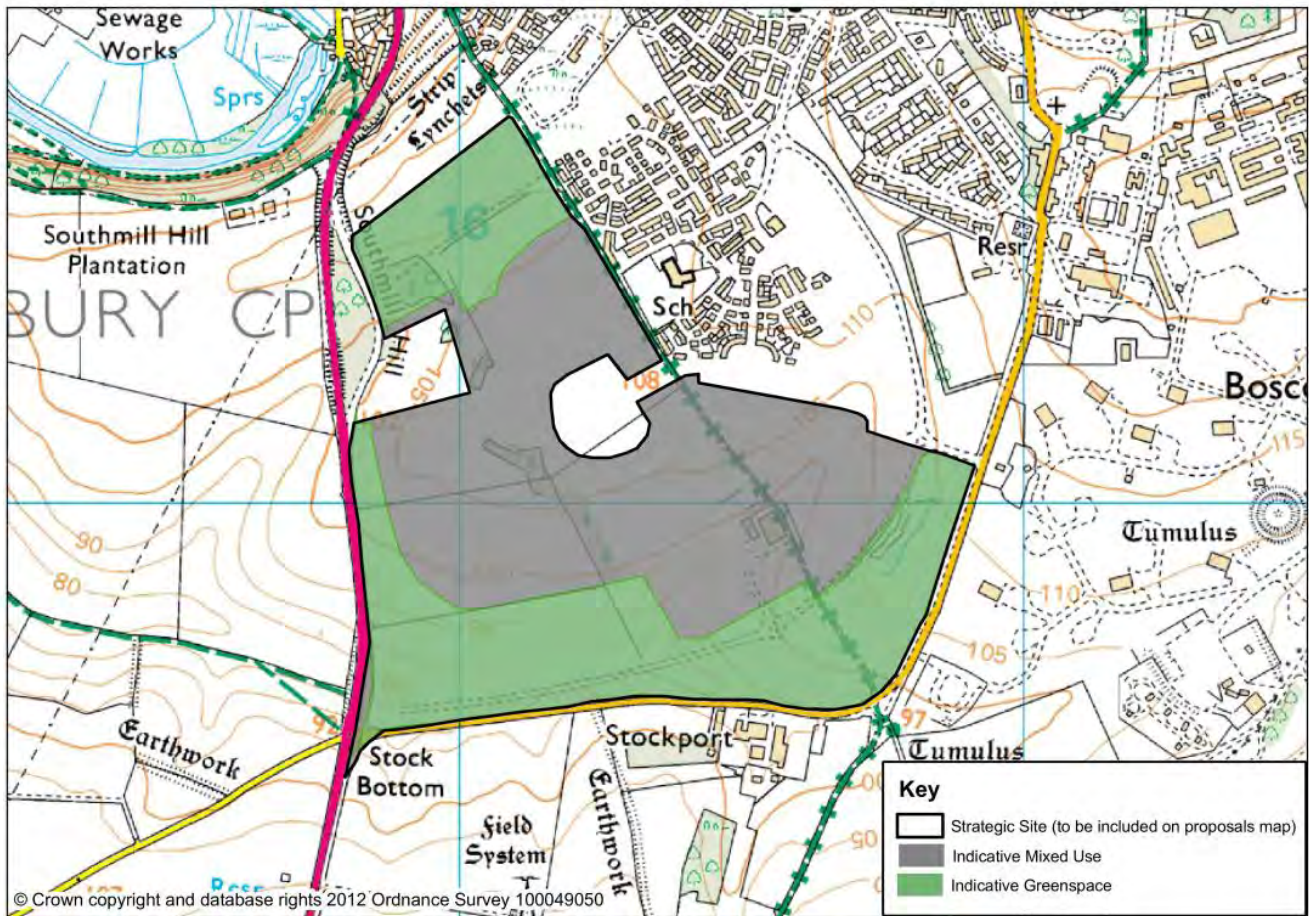 Sewage
Works
Sprs
Strip
Lynchets
Southmill Hill
Plantation
BURY CP
Southmill
Hill
16
105
108
Sch
110
Resr
Bosc
115
Tumulus
110
105
90
80
Earthwork
Stock
Bottom
Stockport
97
Tumulus
Field
System
Earthwork
05
Key
Strategic Site (to be included on proposals map)
Indicative Mixed Use
Indicative Greenspace
© Crown copyright and database rights 2012 Ordnance Survey 100049050